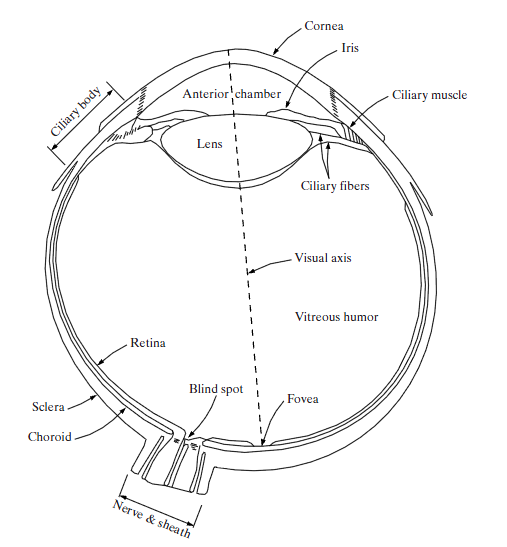 Cornea
Iris
Ciliary body
Anterior chamber
Ciliary muscle
Lens
Ciliary fibers
Visual axis
Vitreous humor
Retina
Blind spot
Fovea
Sclera
Choroid
Nerve & sheath